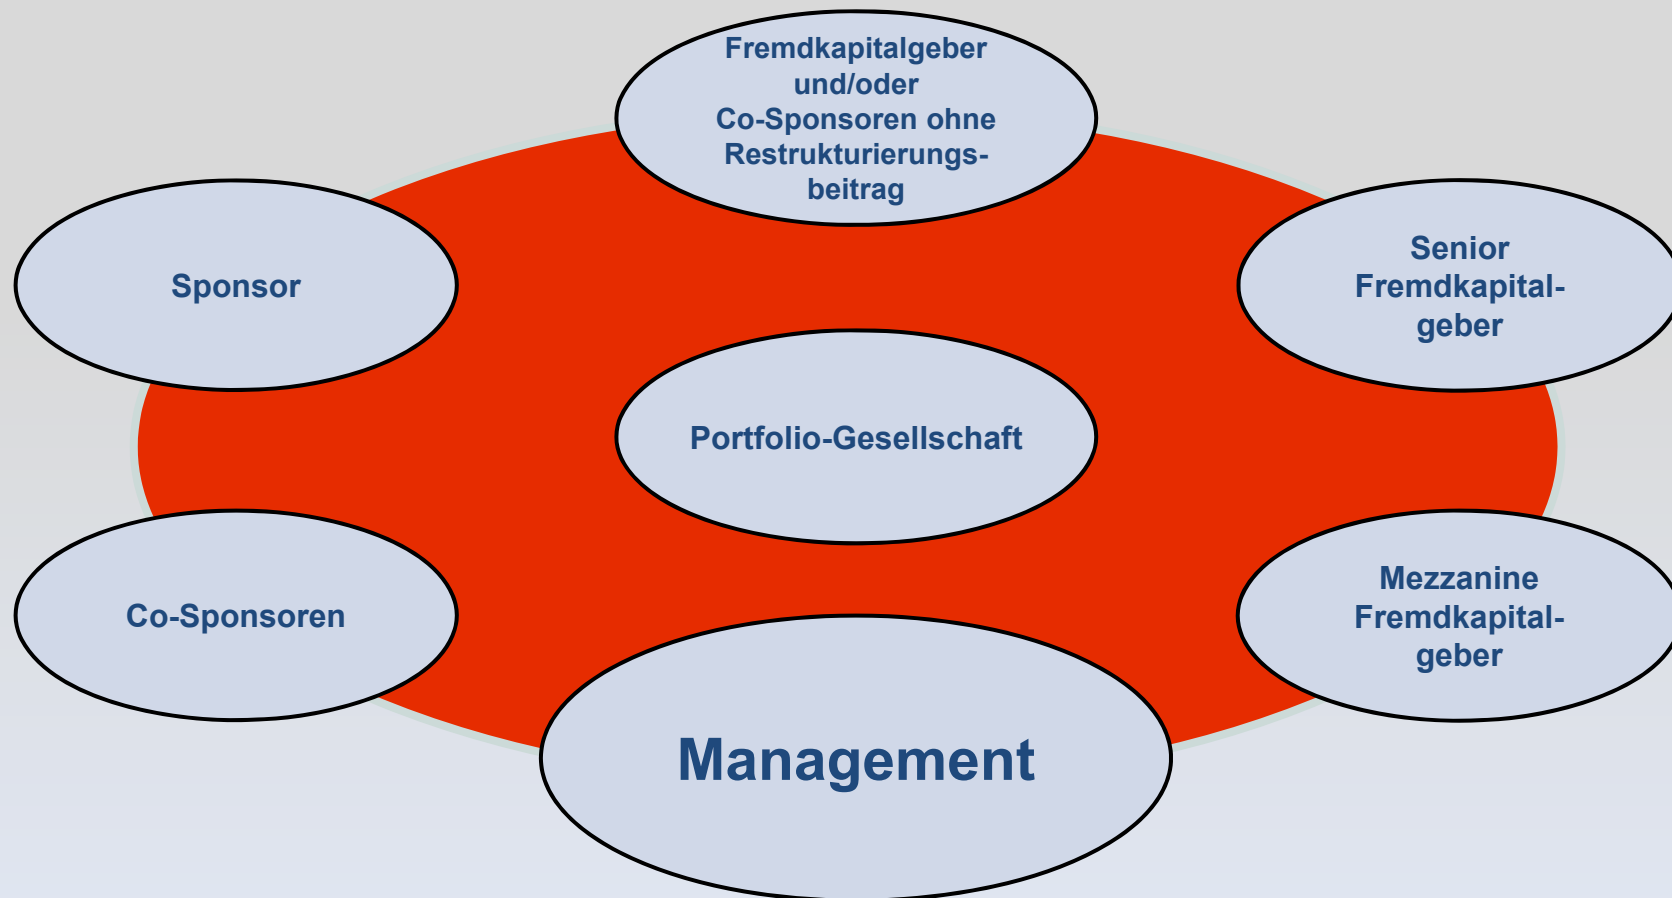 Fremdkapitalgeber
und/oder
Co-Sponsoren ohne
Restrukturierungs-
beitrag
Sponsor
Senior
Fremdkapital-
geber
Portfolio-Gesellschaft
Co-Sponsoren
Mezzanine
Fremdkapital-
geber
Management